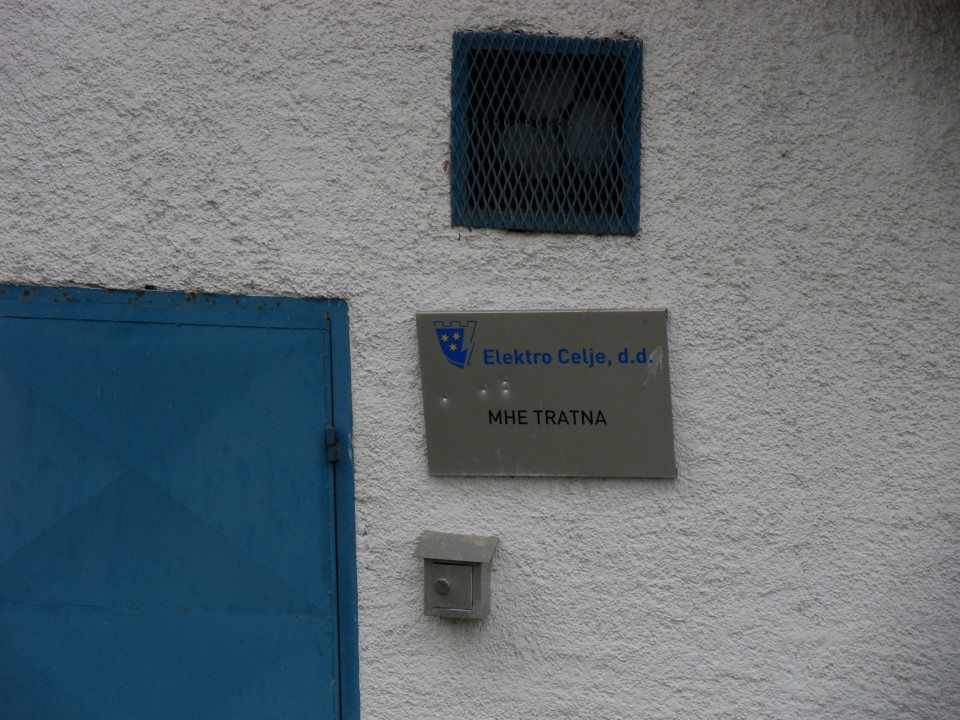 Elektro Celje, d.d.
MHE TRATNA